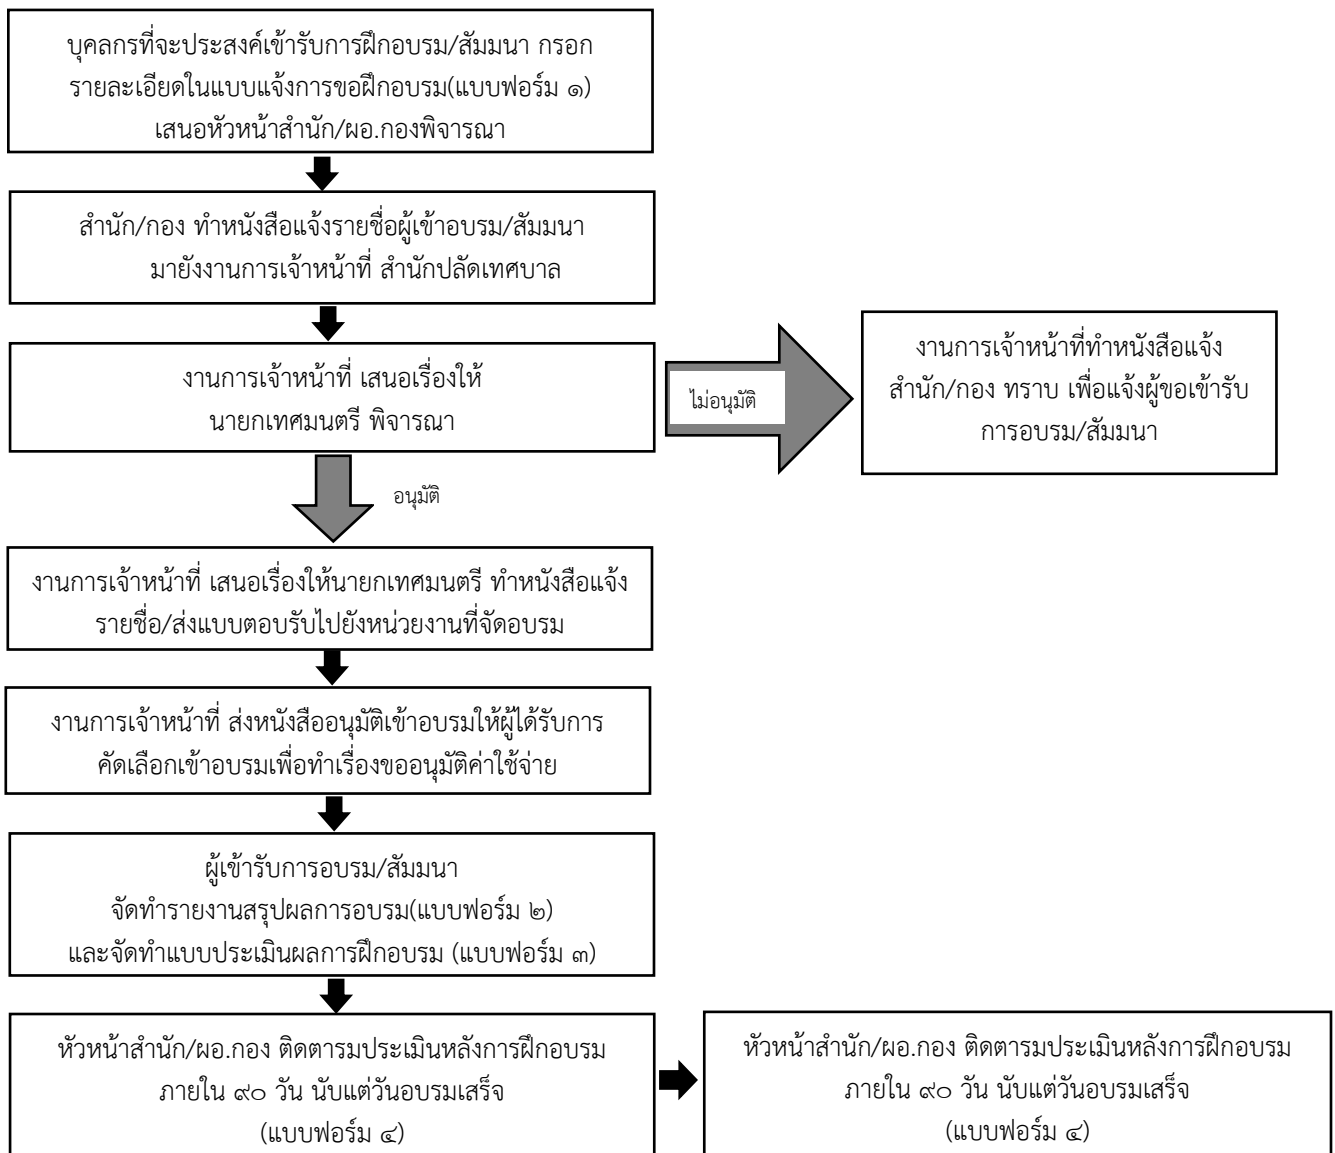 บุคลกรที่จะประสงค์เข้ารับการฝึกอบรม/สัมมนา กรอก
รายละเอียดในแบบแจ้งการขอฝึกอบรม(แบบฟอร์ม ๑)
เสนอหัวหน้าสำนัก/ผอ.กองพิจารณา
สำนัก/กอง ทำหนังสือแจ้งรายชื่อผู้เข้าอบรม/สัมมนา
มายังงานการเจ้าหน้าที่ สำนักปลัดเทศบาล
งานการเจ้าหน้าที่ เสนอเรื่องให้
นายกเทศมนตรี พิจารณา
ไม่อนุมัติ
งานการเจ้าหน้าที่ทำหนังสือแจ้ง
สำนัก/กอง ทราบ เพื่อแจ้งผู้ขอเข้ารับ
การอบรม/สัมมนา
อนุมัติ
งานการเจ้าหน้าที่ เสนอเรื่องให้นายกเทศมนตรี ทำหนังสือแจ้ง
รายชื่อ/ส่งแบบตอบรับไปยังหน่วยงานที่จัดอบรม
งานการเจ้าหน้าที่ ส่งหนังสืออนุมัติเข้าอบรมให้ผู้ได้รับการ
คัดเลือกเข้าอบรมเพื่อทำเรื่องขออนุมัติค่าใช้จ่าย
ผู้เข้ารับการอบรม/สัมมนา
จัดทำรายงานสรุปผลการอบรม(แบบฟอร์ม ๒)
และจัดทำแบบประเมินผลการฝึกอบรม (แบบฟอร์ม ๓)
หัวหน้าสำนัก/ผอ.กอง ติดตารมประเมินหลังการฝึกอบรม
ภายใน ๙๐ วัน นับแต่วันอบรมเสร็จ
(แบบฟอร์ม ๔)
หัวหน้าสำนัก/ผอ.กอง ติดตารมประเมินหลังการฝึกอบรม
ภายใน ๙๐ วัน นับแต่วันอบรมเสร็จ
(แบบฟอร์ม ๔)